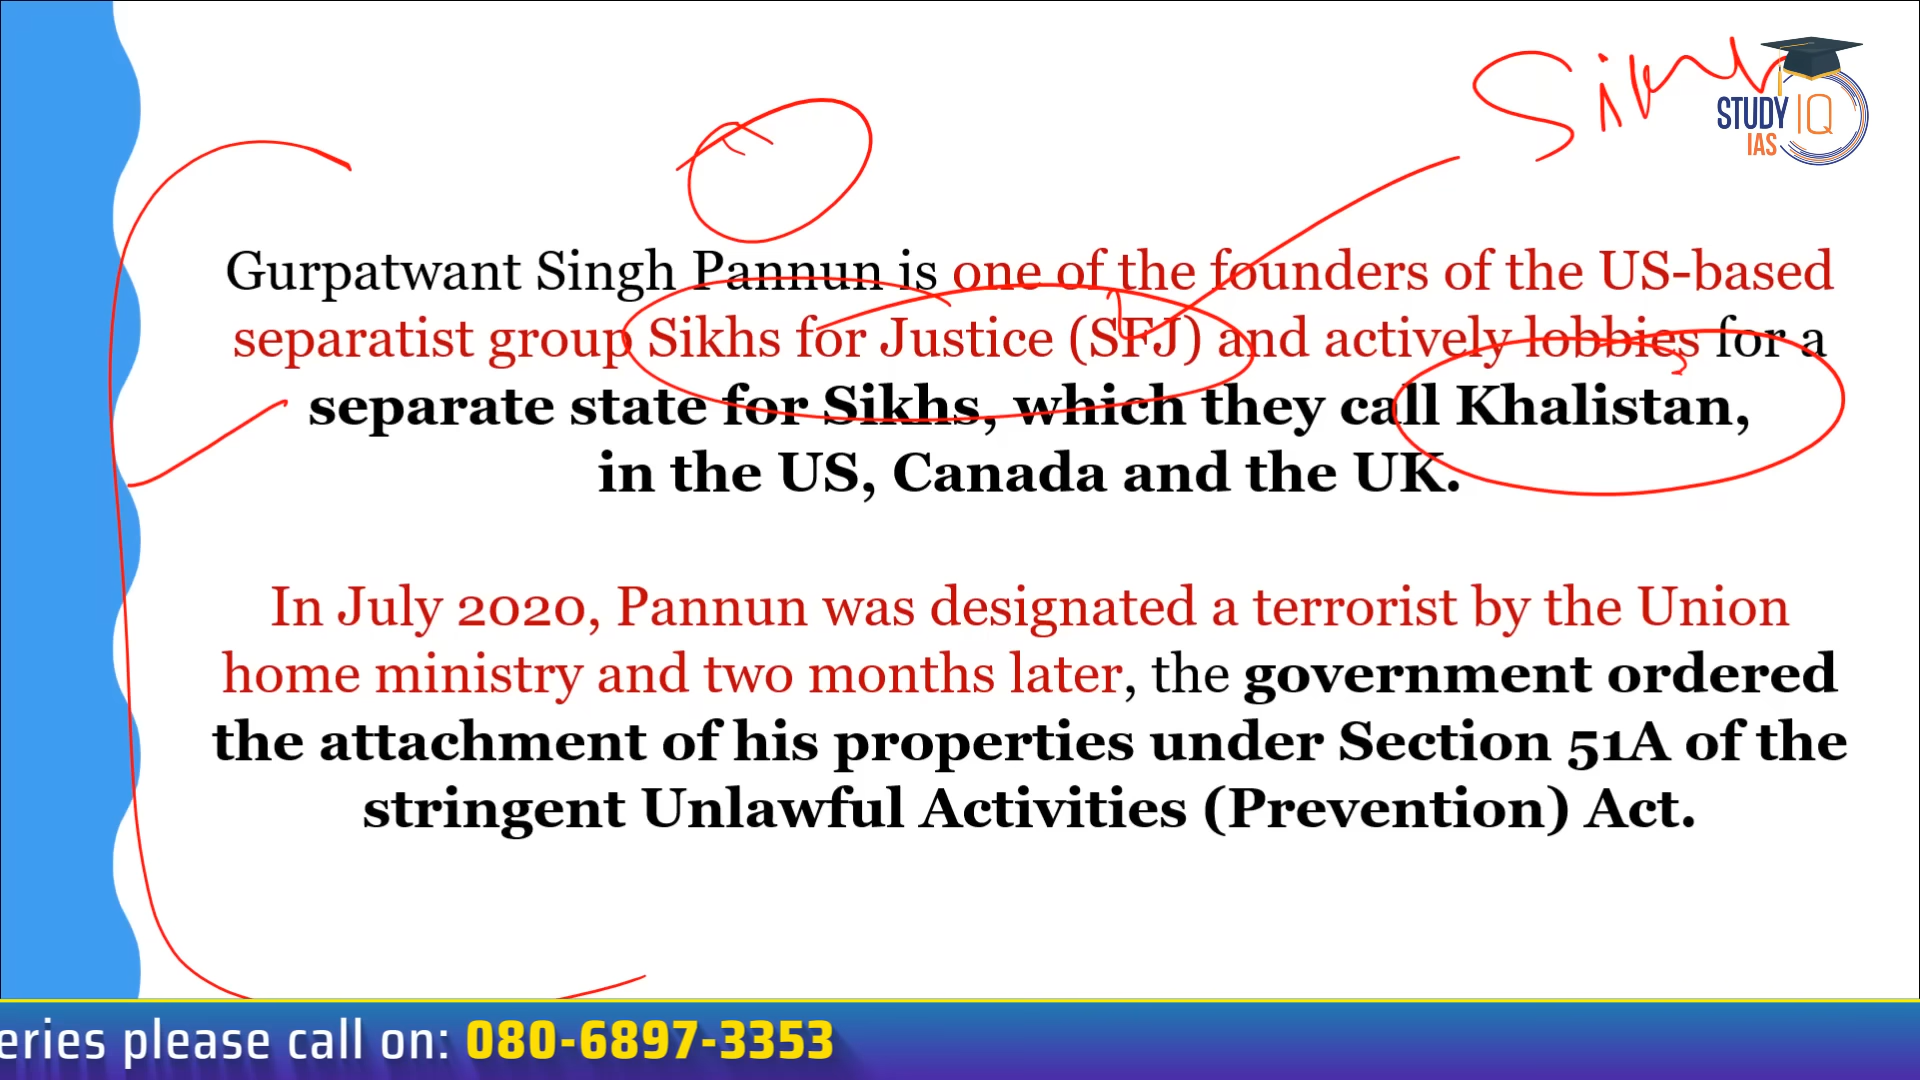 STUDY IQ
IAS
Gurpatwant Singh Pannun is one of the founders of the US-based
separatist group Sikhs for Justice (SFJ) and actively lobbies for a
separate state for Sikhs, which they call Khalistan,
in the US, Canada and the UK.
In July 2020, Pannun was designated a terrorist by the Union
home ministry and two months later, the government ordered
the attachment of his properties under Section 51A of the
stringent Unlawful Activities (Prevention) Act.
eries please call on: 080-6897-3353